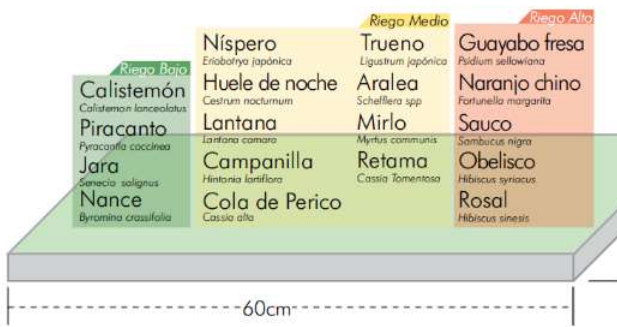 Riego Bajo
Calistemón
Calistemon lanceolatus
Piracanto
Pyracantia coccinea
Jara
Senecio salignus
Nance
Byromina crassifolia
Riego Medio
Níspero
Eriobotrya japónica
Huele de noche
Cestrum nocturnum
Lantana
Lantana camara
Campanilla
Hintonia lartiflora
Cola de Perico
Cassia alta
Trueno
Ligustrum japónica
Aralea
Schefflera spp
Mirlo
Myrtus communis
Retama
Cassia Tomentosa
Riego Alto
Guayabo fresa
Psidium sellowiana
Naranjo chino
Fortunella margarita
Sauco
Sambucus nigra
Obelisco
Hibiscus syriacus
Rosal
Hibiscus sinesis
60cm